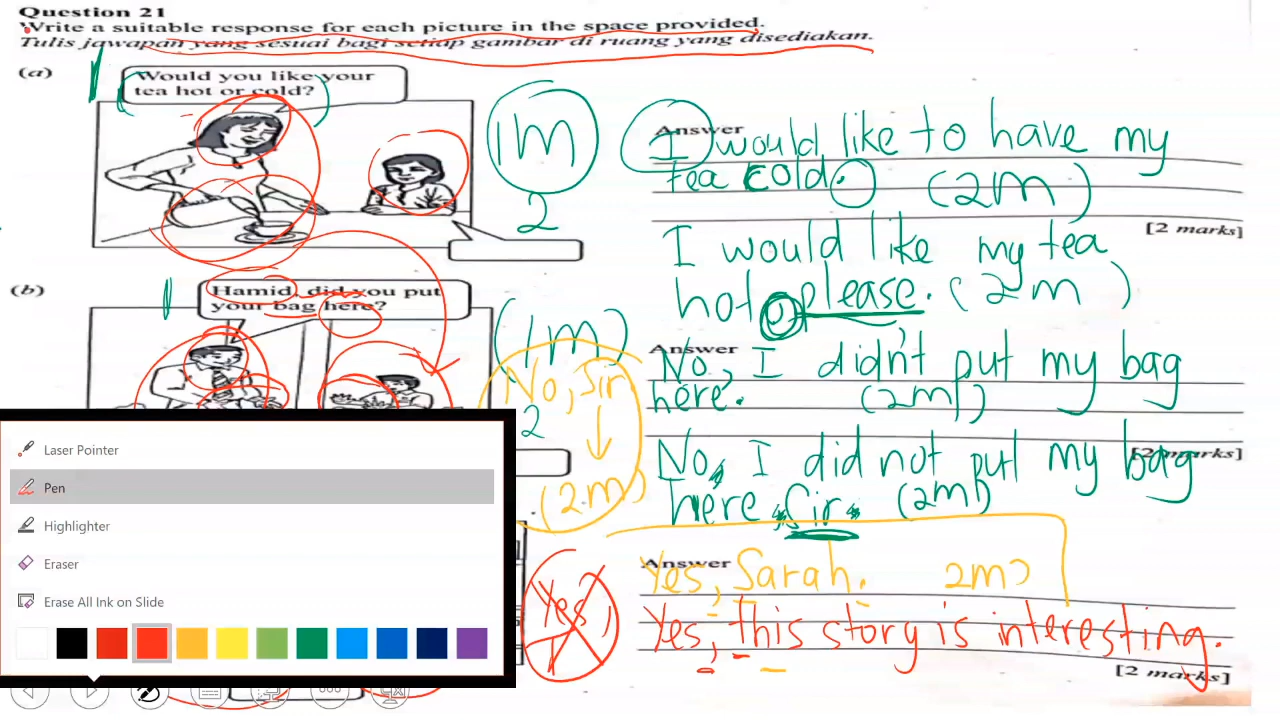 Question 21
Write a suitable response for each picture in the space provided.
Tulis jawapan yang sesuai bagi setiap gambar di ruang yang disediakan.
(a)
Would you like your
tea hot or cold?
1m
2
Answer
I would like to have my
tea cold. (2m)
[2 marks]
I would like my tea
hot, please. (2m)
(b)
Hamid, did you put
your bag here?
(1m)
No, Sir
2
(2m)
Answer
No, I didn't put my bag
here. (2m)
[2 marks]
No, I did not put my bag
here, Sir. (2m)
Yes,
Answer
Yes, Sarah. 2m
Yes, this story is interesting.
[2 marks]
Laser Pointer
Pen
Highlighter
Eraser
Erase All Ink on Slide